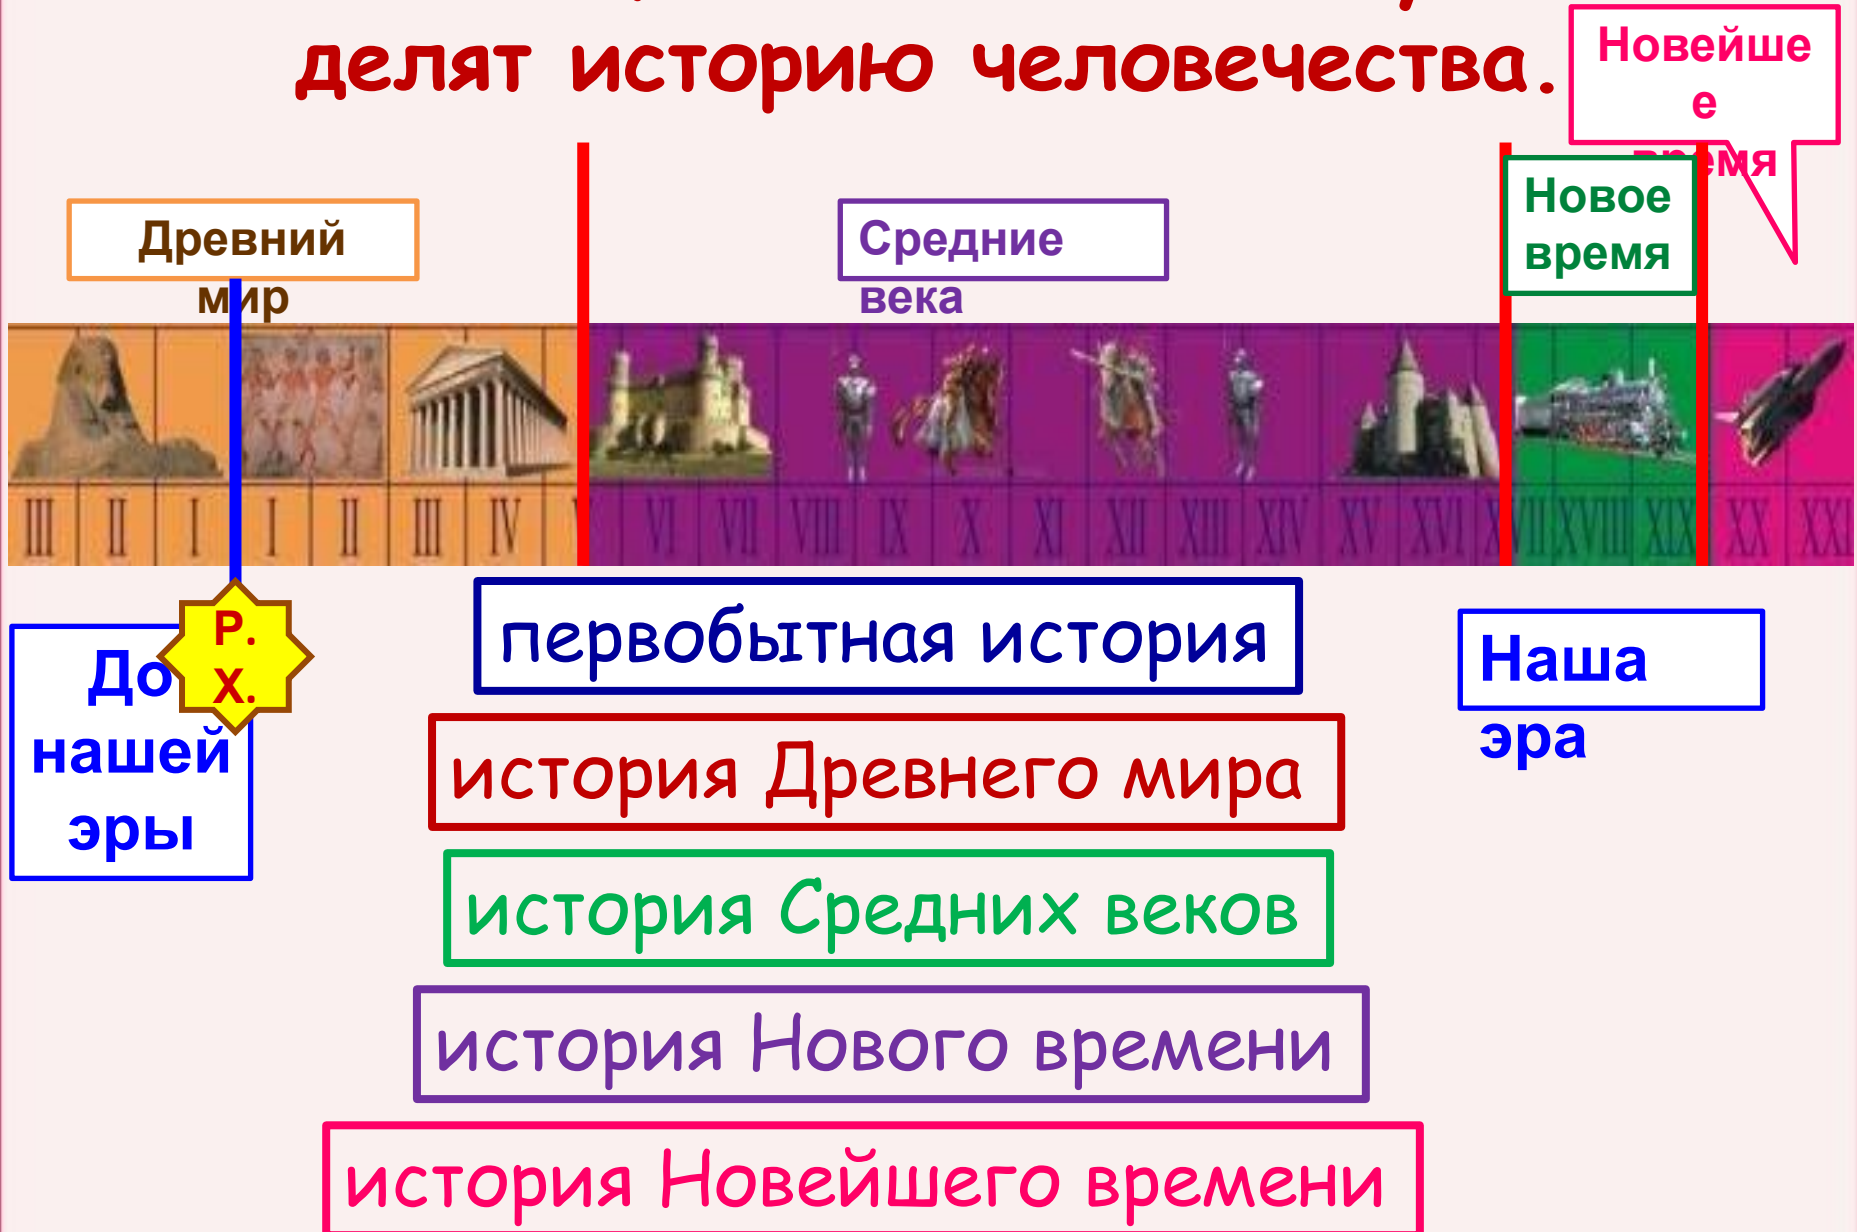 делят историю человечества.
Новейше
е
время
Новое
время
Древний
мир
Средние
века
III II I I II III IV V VI VII VIII IX X XI XII XIII XIV XV XVI XVII XVIII XIX XX XXI
Р.
Х.
До
нашей
эры
Наша
эра
первобытная история
история Древнего мира
история Средних веков
история Нового времени
история Новейшего времени